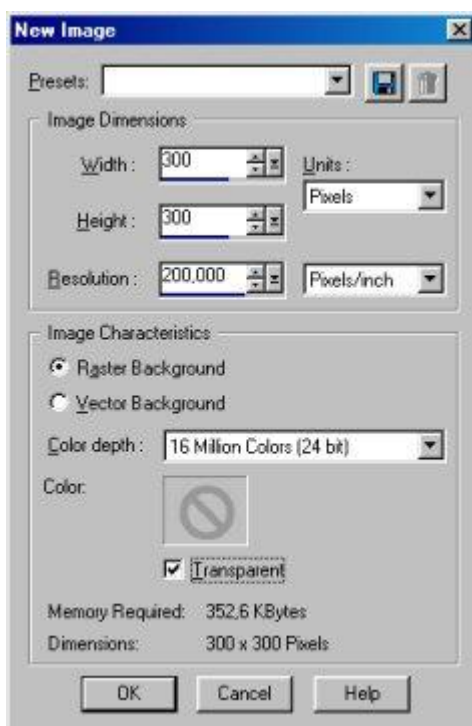 New Image
Presets:
Image Dimensions
Width : 300 Units :
Pixels
Height : 300
Resolution : 200,000 Pixels/inch
Image Characteristics
Raster Background
Vector Background
Color depth : 16 Million Colors (24 bit)
Color:
Transparent
Memory Required: 352,6 KBytes
Dimensions: 300 x 300 Pixels
OK Cancel Help